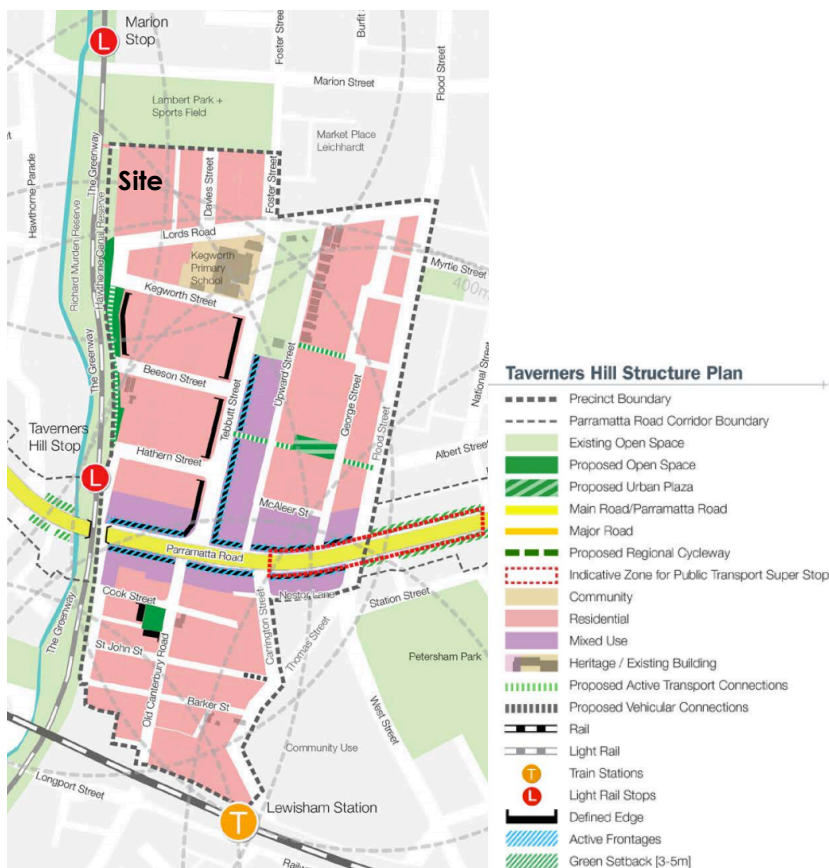 Marion
Stop
L
Foster Street
Burfit
Flood Street
Marion Street
Lambert Park +
Sports Field
Market Place
Leichhardt
The Greenway
Hawthorne Parade
Site
Davies Street
Foster Street
Richard Murden Reserve
Hawthorne Canal Reserve
Lords Road
Kegworth
Primary
School
Myrtle Street
400m
Kegworth Street
The Greenway
Beeson Street
Tebbutt Street
Upward Street
George Street
Flood Street
National Street
Taverners
Hill Stop
L
Hathern Street
Albert Street
McAleer St
Parramatta Road
Cook Street
Nestor Lane
Station Street
The Greenway
St John St
Old Canterbury Road
Carrington Street
Thomas Street
Petersham Park
Barker St
West Street
Community Use
Longport Street
T
Lewisham Station
Railw
Taverners Hill Structure Plan
Precinct Boundary
Parramatta Road Corridor Boundary
Existing Open Space
Proposed Open Space
Proposed Urban Plaza
Main Road/Parramatta Road
Major Road
Proposed Regional Cycleway
Indicative Zone for Public Transport Super Stop
Community
Residential
Mixed Use
Heritage / Existing Building
Proposed Active Transport Connections
Proposed Vehicular Connections
Rail
Light Rail
T Train Stations
L Light Rail Stops
Defined Edge
Active Frontages
Green Setback [3-5m]